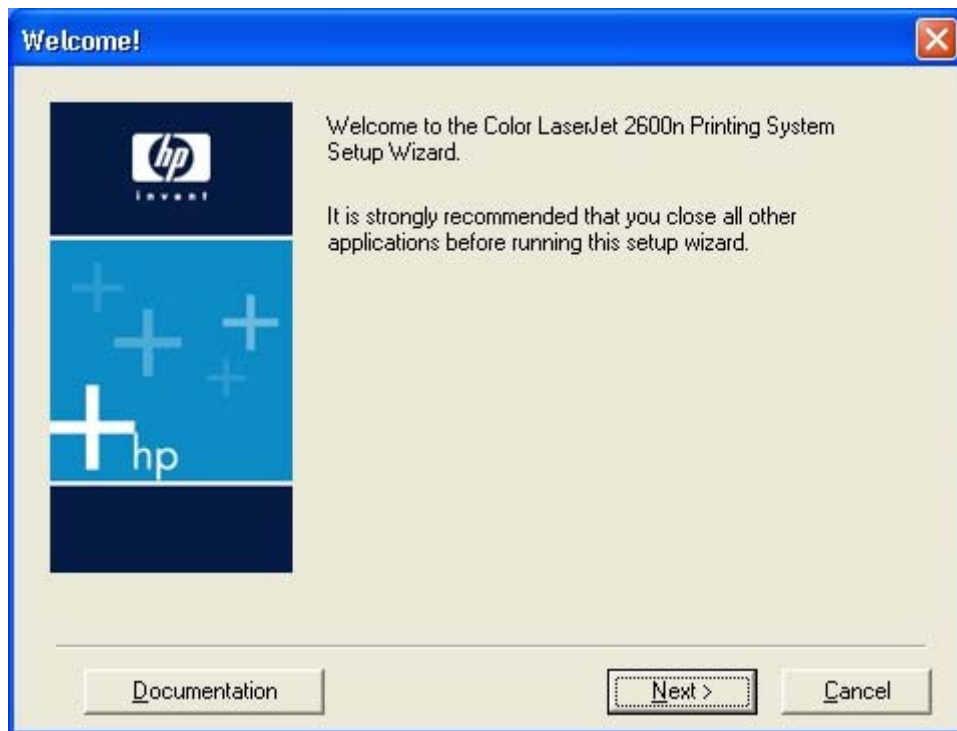 Welcome!
hp
invent
Welcome to the Color LaserJet 2600n Printing System
Setup Wizard.
It is strongly recommended that you close all other
applications before running this setup wizard.
hp
Documentation
Next >
Cancel